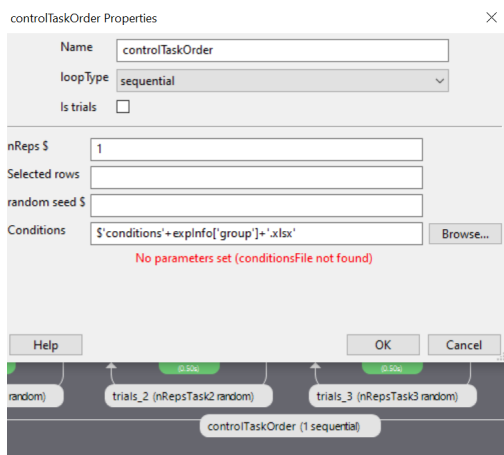 controlTaskOrder Properties
Name controlTaskOrder
loopType sequential
Is trials
nReps $ 1
Selected rows
random seed $
Conditions $'conditions'+expInfo['group']+'.xlsx' Browse...
No parameters set (conditionsFile not found)
Help OK Cancel
(0.50s) (0.50s)
random) trials_2 (nRepsTask2 random) trials_3 (nRepsTask3 random)
controlTaskOrder (1 sequential)